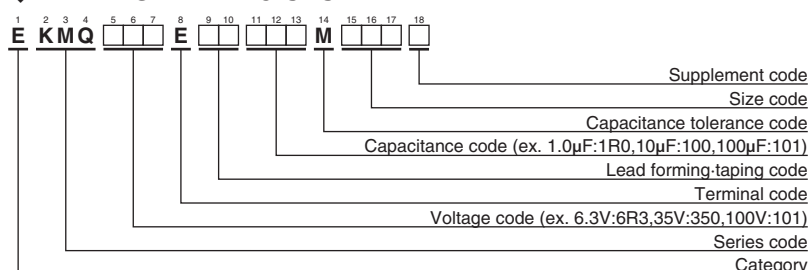 1 2 3 4 5 6 7 8 9 10 11 12 13 14 15 16 17 18
E K M Q E M
Supplement code
Size code
Capacitance tolerance code
Capacitance code (ex. 1.0μF:1R0,10μF:100,100μF:101)
Lead forming·taping code
Terminal code
Voltage code (ex. 6.3V:6R3,35V:350,100V:101)
Series code
Category